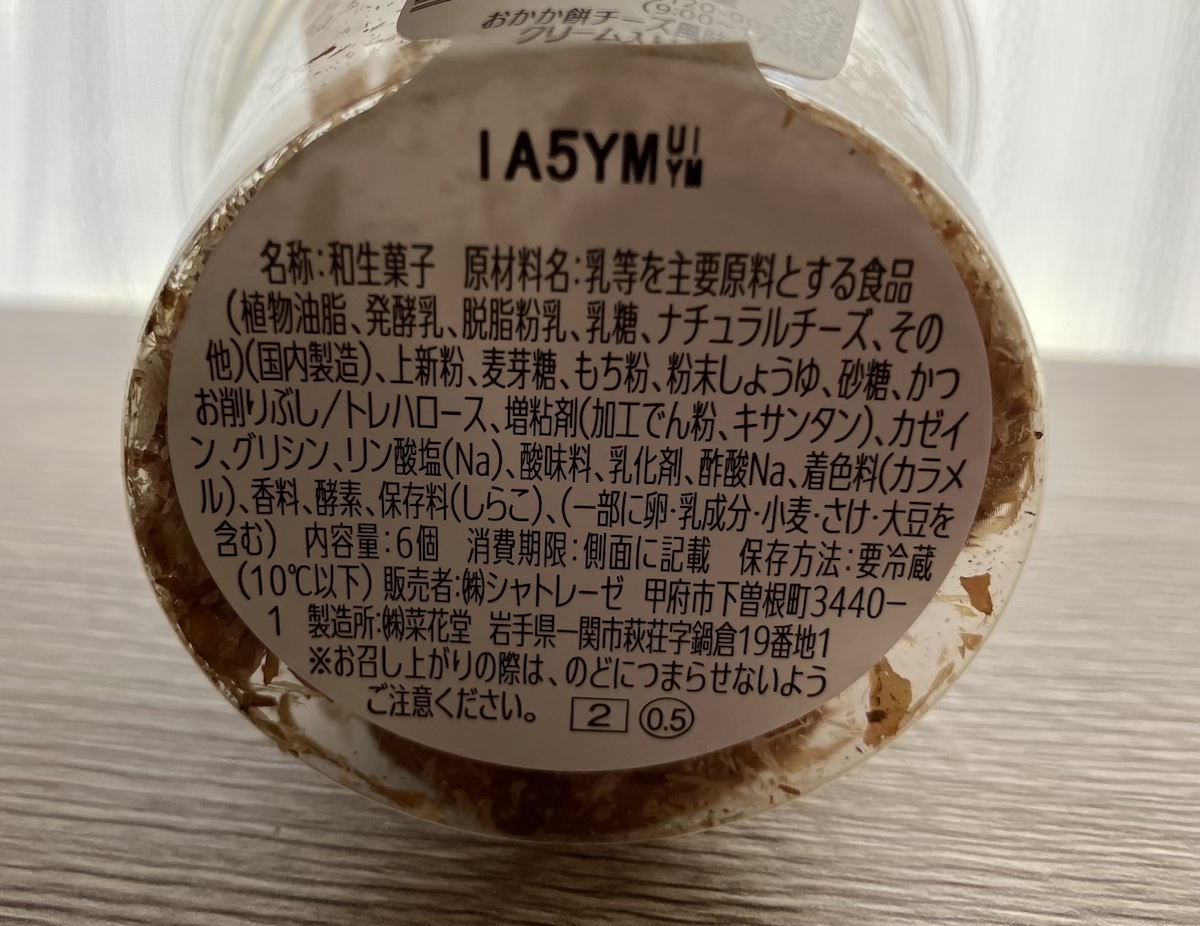 おかか餅チーズ風味
クリーム入り
IA5YM UI YM
名称:和生菓子 原材料名:乳等を主要原料とする食品
(植物油脂、発酵乳、脱脂粉乳、乳糖、ナチュラルチーズ、その
他)(国内製造)、上新粉、麦芽糖、もち粉、粉末しょうゆ、砂糖、かつ
お削りぶし/トレハロース、増粘剤(加工でん粉、キサンタン)、カゼイ
ン、グリシン、リン酸塩(Na)、酸味料、乳化剤、酢酸Na、着色料(カラメ
ル)、香料、酵素、保存料(しらこ)、(一部に卵・乳成分・小麦・さけ・大豆を
含む) 内容量:6個 消費期限:側面に記載 保存方法:要冷蔵
(10℃以下) 販売者:㈱シャトレーゼ 甲府市下曽根町3440-
1 製造所:㈱菜花堂 岩手県一関市萩荘字鍋倉19番地1
※お召し上がりの際は、のどにつまらせないよう
ご注意ください。 2 0.5